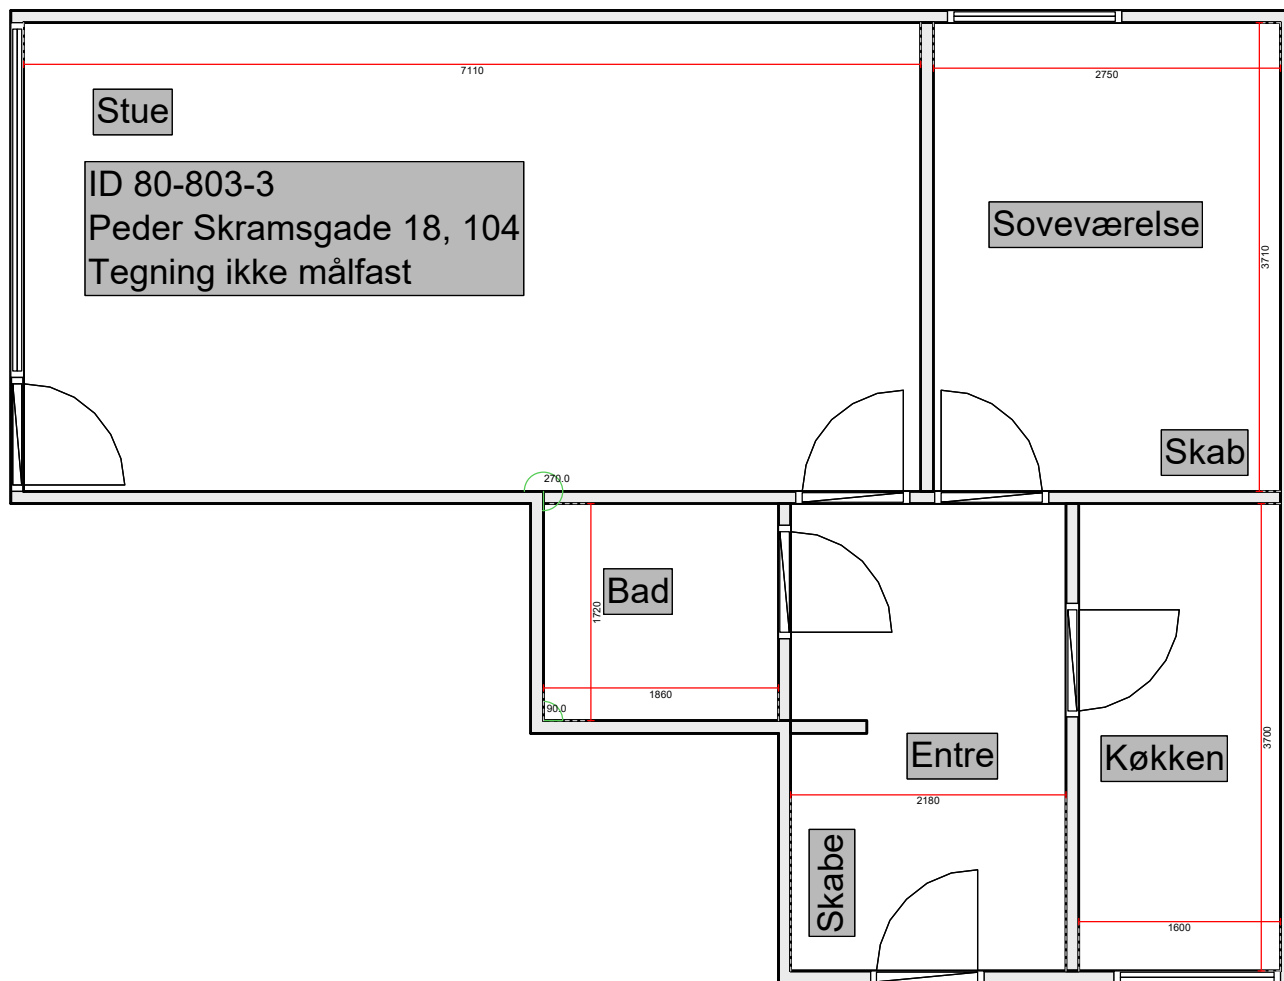 7110
2750
Stue
ID 80-803-3
Peder Skramsgade 18, 104
Tegning ikke målfast
Soveværelse
3710
Skab
270.0
Bad
1720
1860
90.0
Entre
Køkken
3700
2180
Skabe
1600